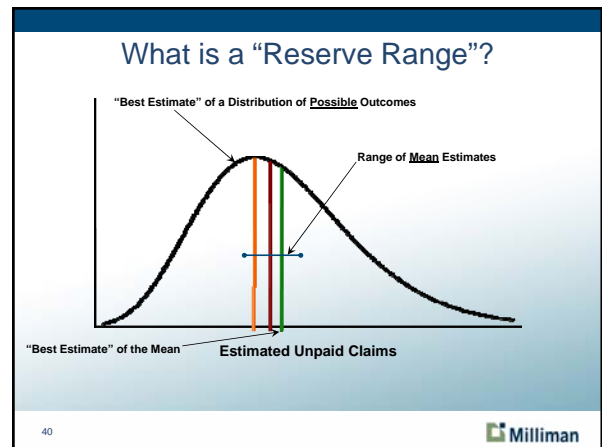 What is a “Reserve Range”?
“Best Estimate” of a Distribution of Possible Outcomes
Range of Mean Estimates
“Best Estimate” of the Mean
Estimated Unpaid Claims
40
Milliman